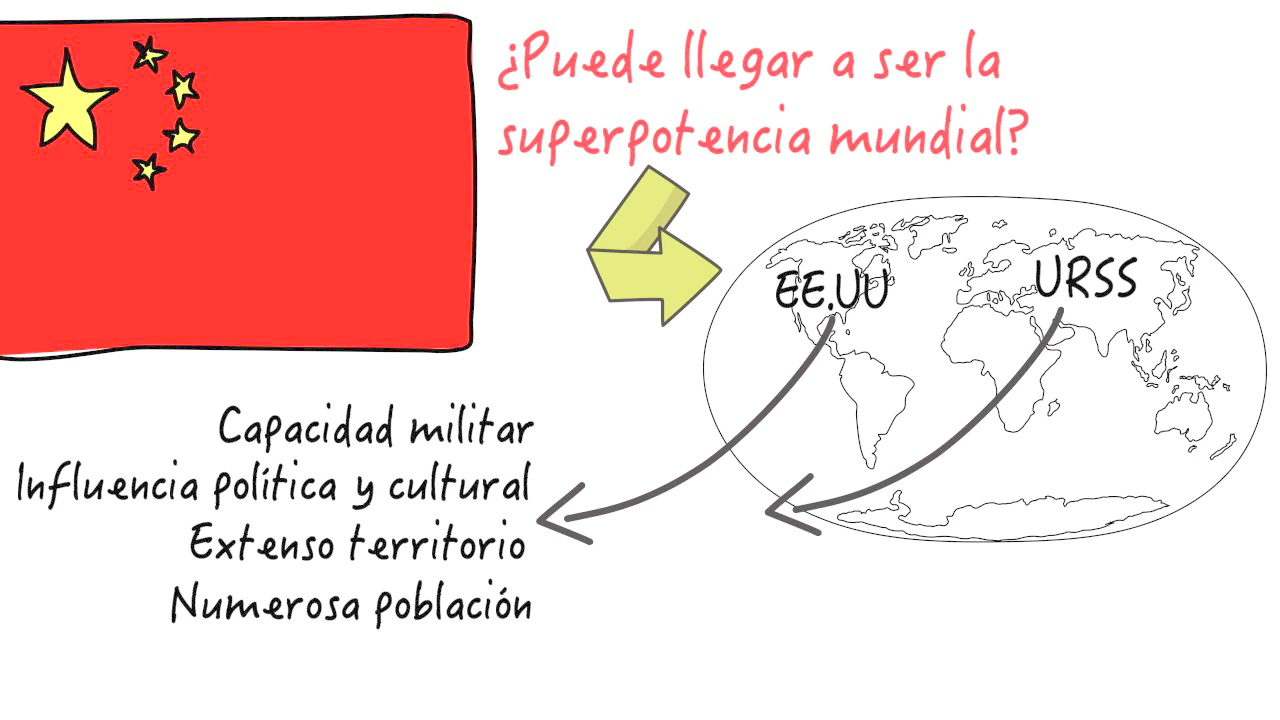 ¿Puede llegar a ser la
superpotencia mundial?
EE.UU
URSS
Capacidad militar
Influencia política y cultural
Extenso territorio
Numerosa población